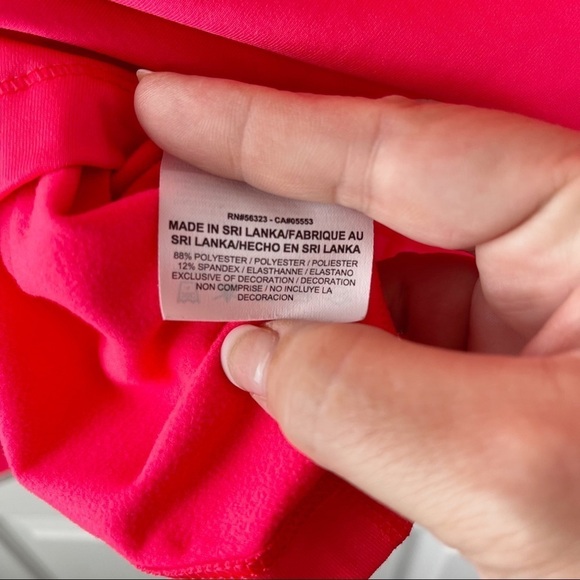 RN#56323 - CA#05553
MADE IN SRI LANKA/FABRIQUE AU
SRI LANKA/HECHO EN SRI LANKA
88% POLYESTER / POLYESTER / POLIESTER
12% SPANDEX / ELASTHANNE / ELASTANO
EXCLUSIVE OF DECORATION / DECORATION
NON COMPRISE / NO INCLUYE LA
DECORACION